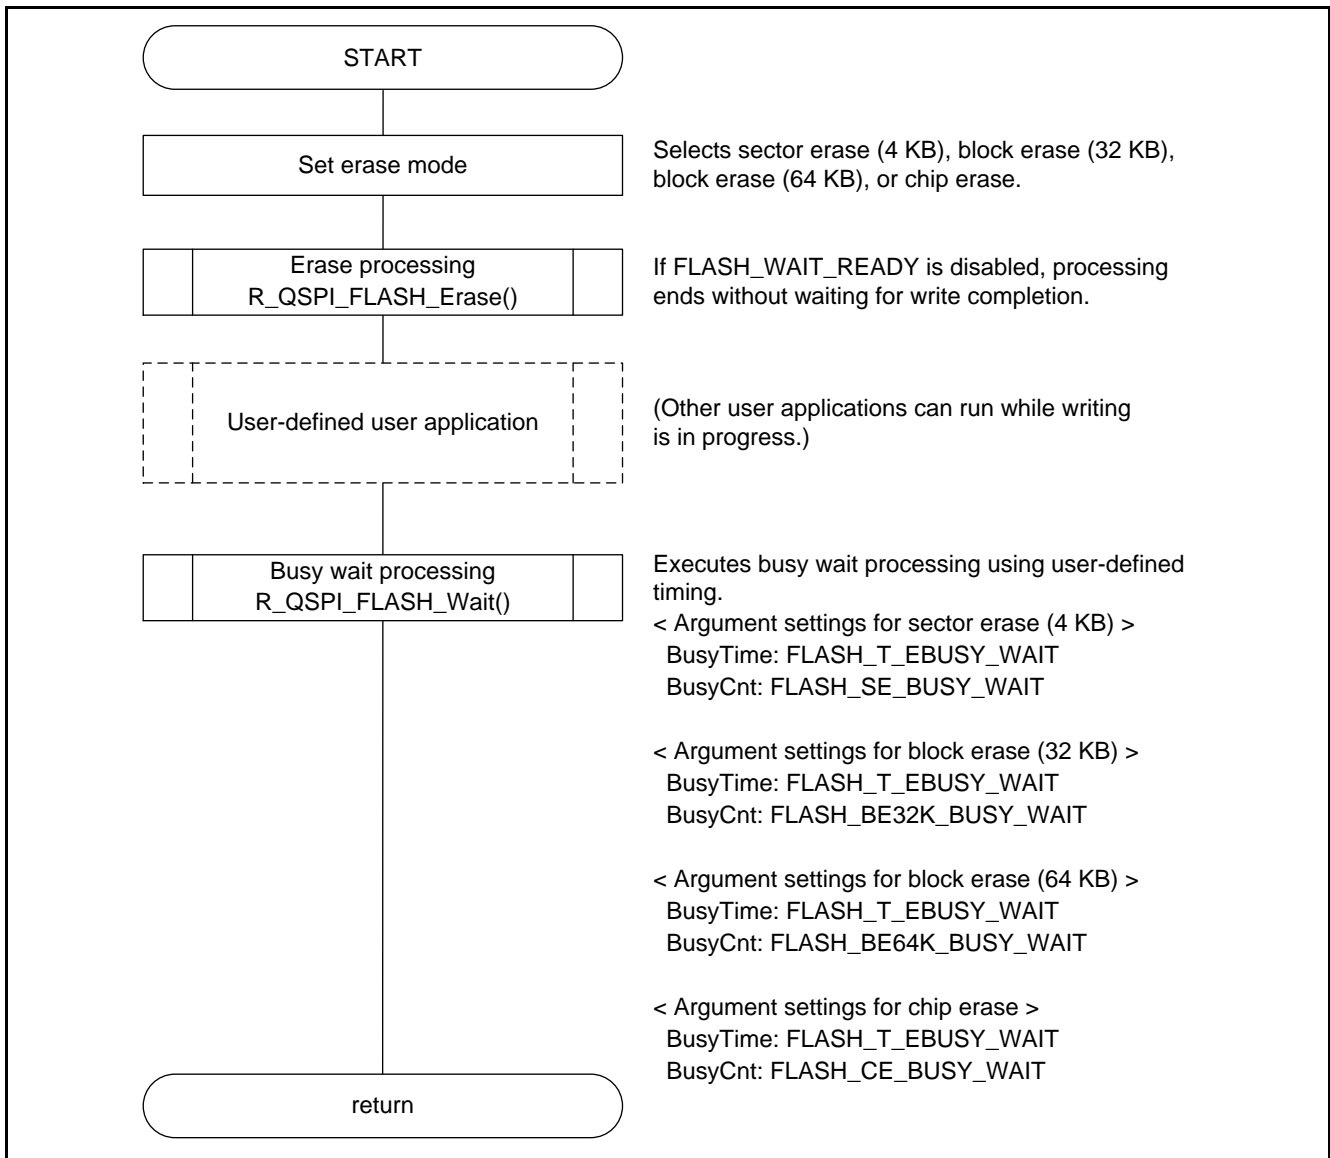 START
Set erase mode
Selects sector erase (4 KB), block erase (32 KB),
block erase (64 KB), or chip erase.
Erase processing
R_QSPI_FLASH_Erase()
If FLASH_WAIT_READY is disabled, processing
ends without waiting for write completion.
User-defined user application
(Other user applications can run while writing
is in progress.)
Busy wait processing
R_QSPI_FLASH_Wait()
Executes busy wait processing using user-defined
timing.
< Argument settings for sector erase (4 KB) >
BusyTime: FLASH_T_EBUSY_WAIT
BusyCnt: FLASH_SE_BUSY_WAIT
< Argument settings for block erase (32 KB) >
BusyTime: FLASH_T_EBUSY_WAIT
BusyCnt: FLASH_BE32K_BUSY_WAIT
< Argument settings for block erase (64 KB) >
BusyTime: FLASH_T_EBUSY_WAIT
BusyCnt: FLASH_BE64K_BUSY_WAIT
< Argument settings for chip erase >
BusyTime: FLASH_T_EBUSY_WAIT
BusyCnt: FLASH_CE_BUSY_WAIT
return